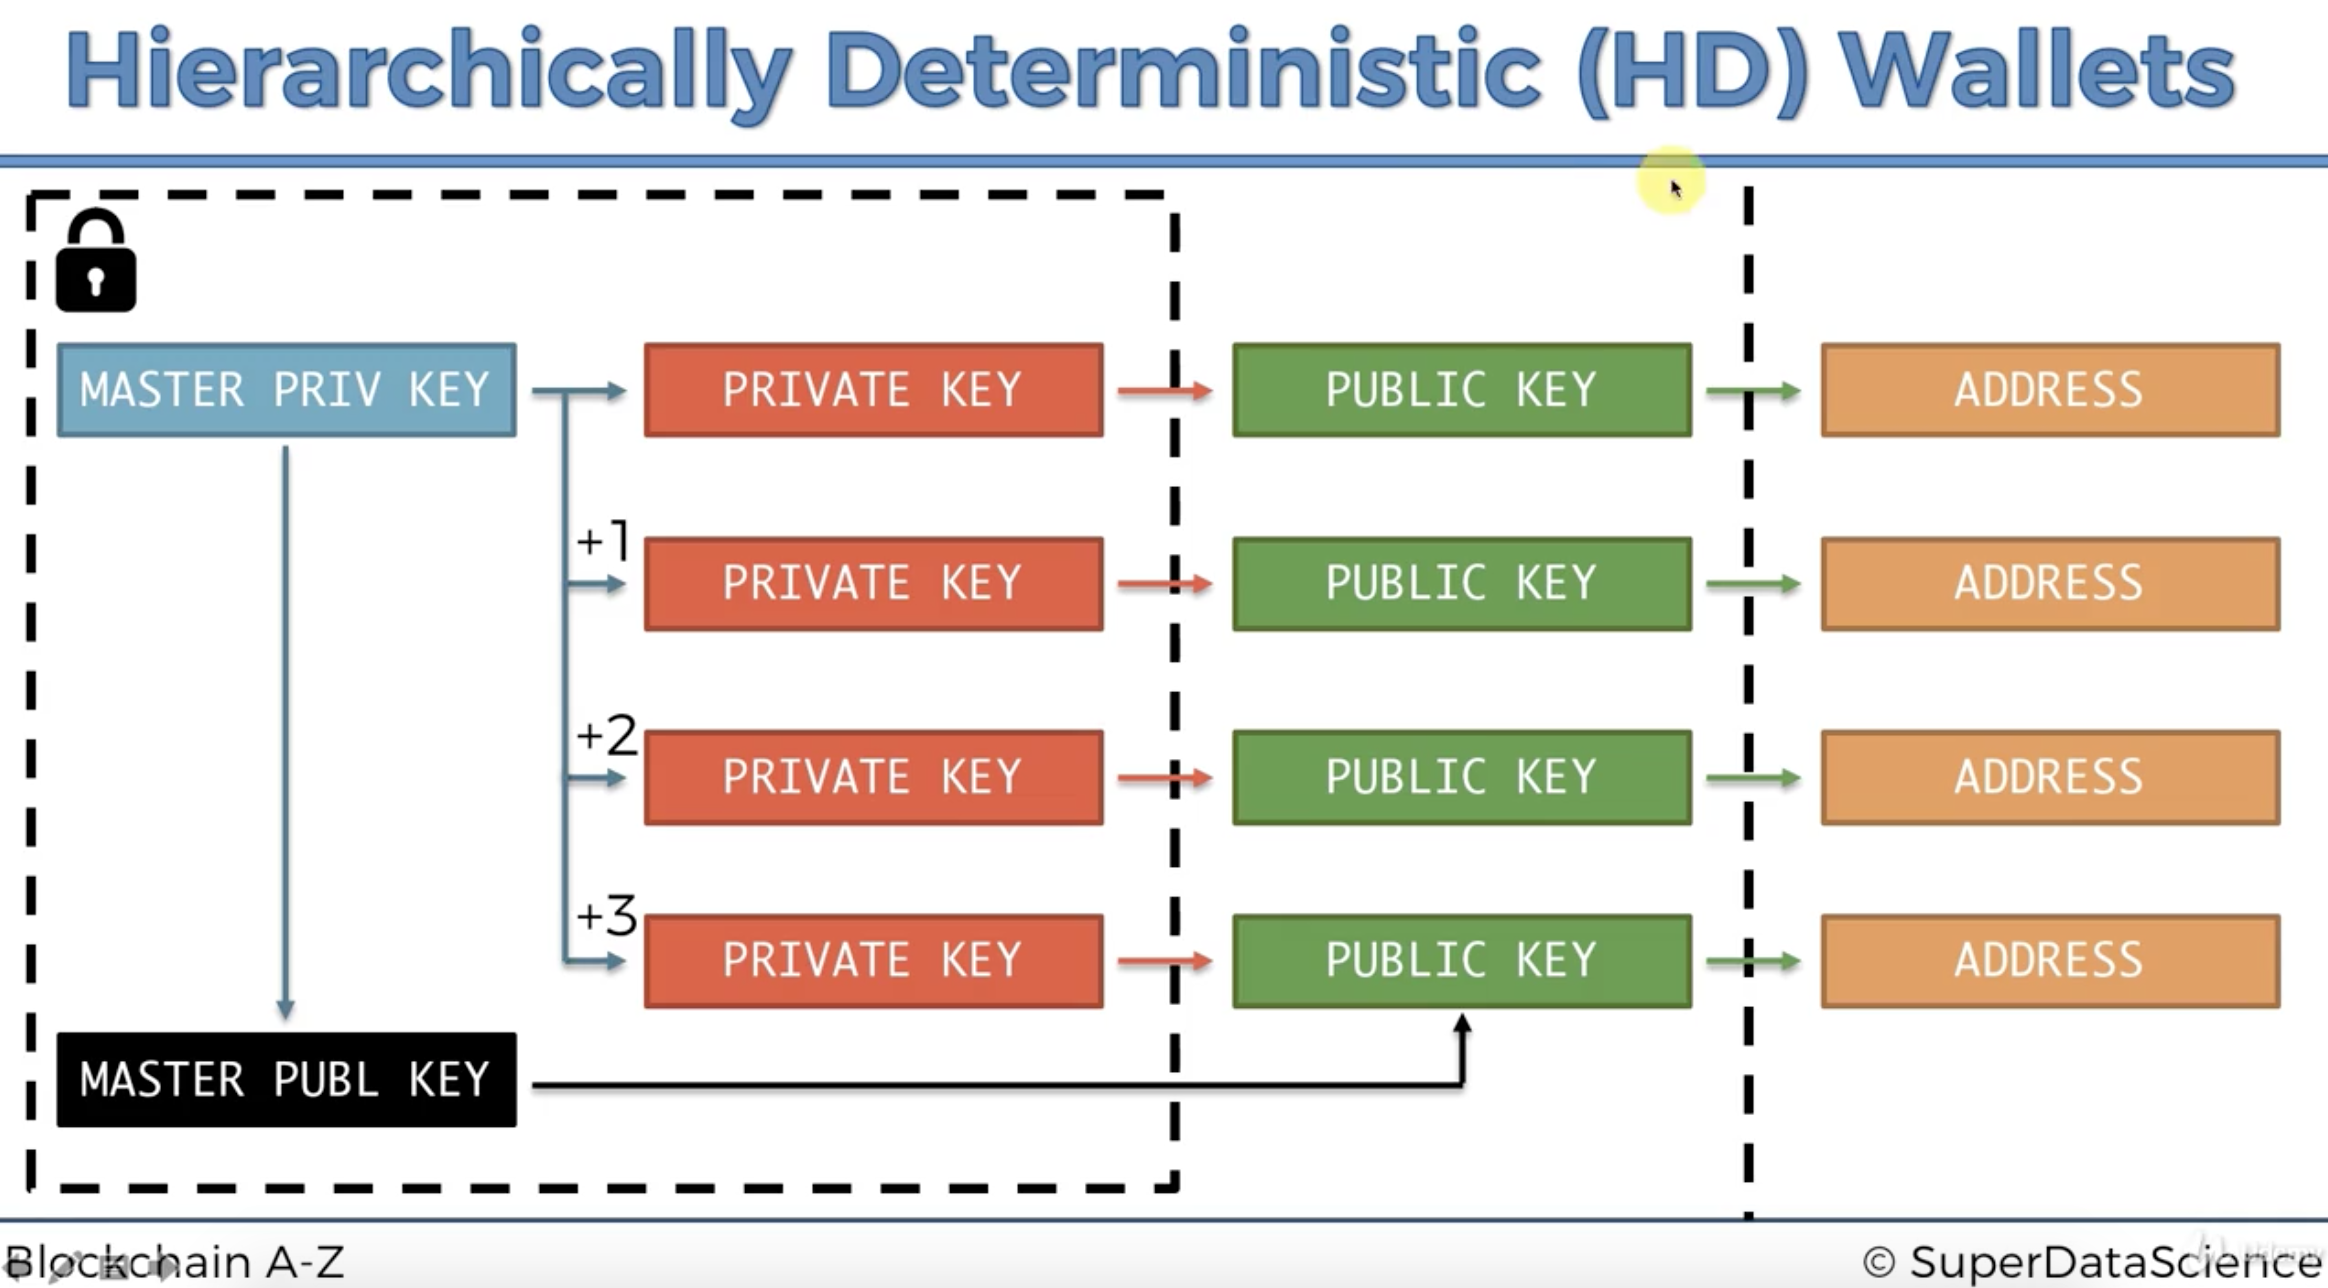 Hierarchically Deterministic (HD) Wallets
MASTER PRIV KEY
PRIVATE KEY
PUBLIC KEY
ADDRESS
+1
PRIVATE KEY
PUBLIC KEY
ADDRESS
+2
PRIVATE KEY
PUBLIC KEY
ADDRESS
+3
PRIVATE KEY
PUBLIC KEY
ADDRESS
MASTER PUBL KEY
Blockchain A-Z
© SuperDataScience